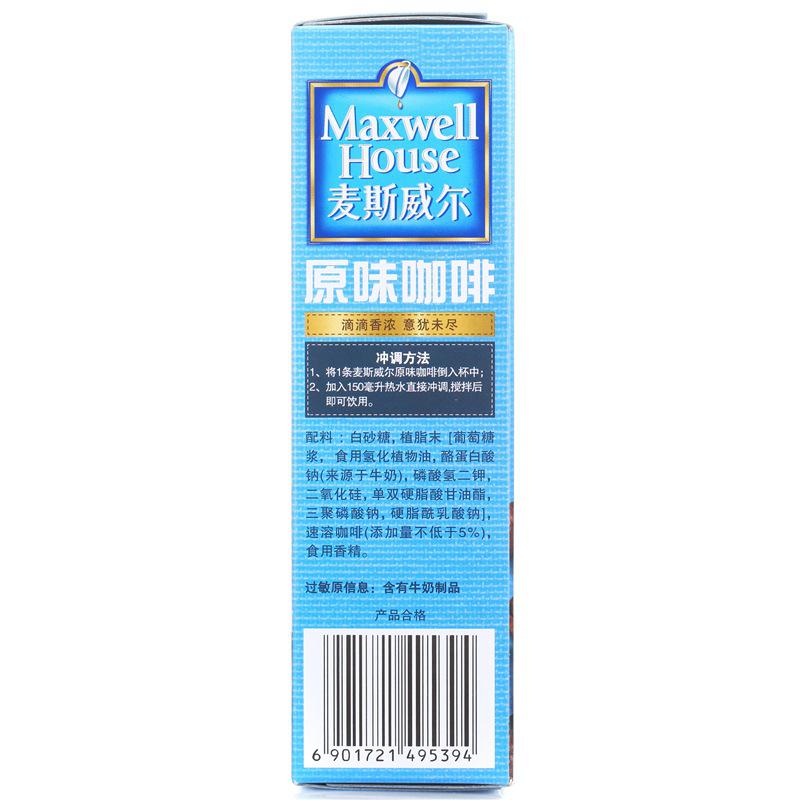 Maxwell
House
麦斯威尔
原味咖啡
滴滴香浓 意犹未尽
冲调方法
1、将1条麦斯威尔原味咖啡倒入杯中;
2、加入150毫升热水直接冲调,搅拌后
即可饮用。
配料:白砂糖,植脂末 [葡萄糖
浆, 食用氢化植物油, 酪蛋白酸
钠(来源于牛奶), 磷酸氢二钾,
二氧化硅, 单双硬脂酸甘油酯,
三聚磷酸钠, 硬脂酰乳酸钠],
速溶咖啡(添加量不低于5%),
食用香精。
过敏原信息: 含有牛奶制品
产品合格
6 901721 495394